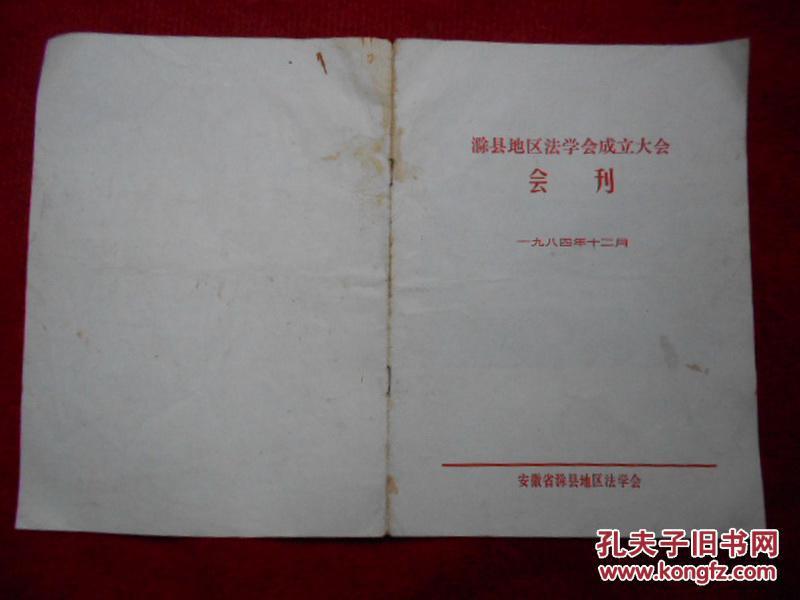 滁县地区法学会成立大会
会 刊
一九八四年十二月
安徽省滁县地区法学会
孔夫子旧书网
www.kongfz.com